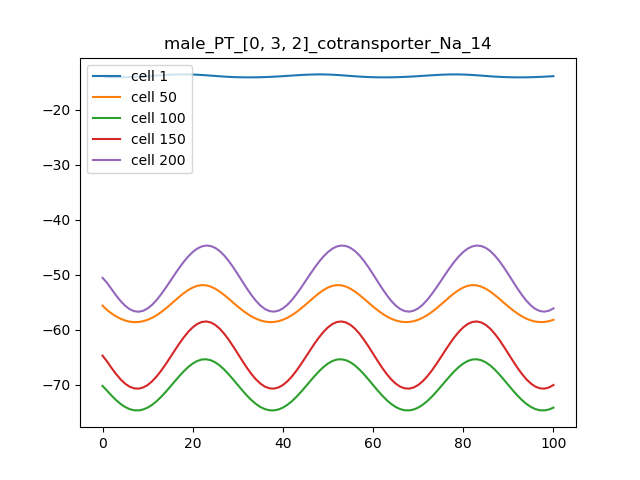 male_PT_[0, 3, 2]_cotransporter_Na_14
cell 1
cell 50
cell 100
cell 150
cell 200
−20
−30
−40
−50
−60
−70
0 20 40 60 80 100